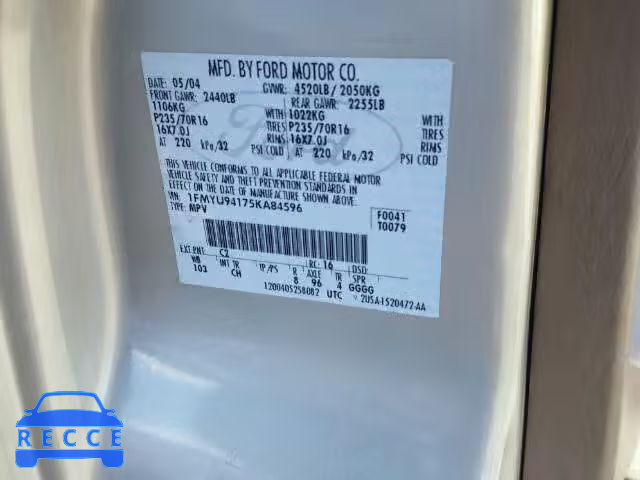 MFD. BY FORD MOTOR CO.
DATE: 05/04 GVWR: 4520LB/ 2050KG
FRONT GAWR: 2440LB REAR GAWR: 2255LB
1106KG WITH 1022KG WITH
P235/70R16 TIRES P235/70R16 TIRES
16X7.0J RIMS 16X7.0J RIMS
AT 220 kPa/32 PSI COLD AT 220 kPa/32 PSI COLD
THIS VEHICLE CONFORMS TO ALL APPLICABLE FEDERAL MOTOR
VEHICLE SAFETY AND THEFT PREVENTION STANDARDS IN
EFFECT ON THE DATE OF MANUFACTURE SHOWN ABOVE.
VIN: 1FMYU94175KA84596 F0041
TYPE: MPV T0079
EXT PNT: C2 RC: 16 DSO:
WB INT TR TP/PS R AXLE TR SPR
103 CH 8 96 4 GGGG
120040525B082 UTC 2U5A-1520472-AA
Ford
RECCE